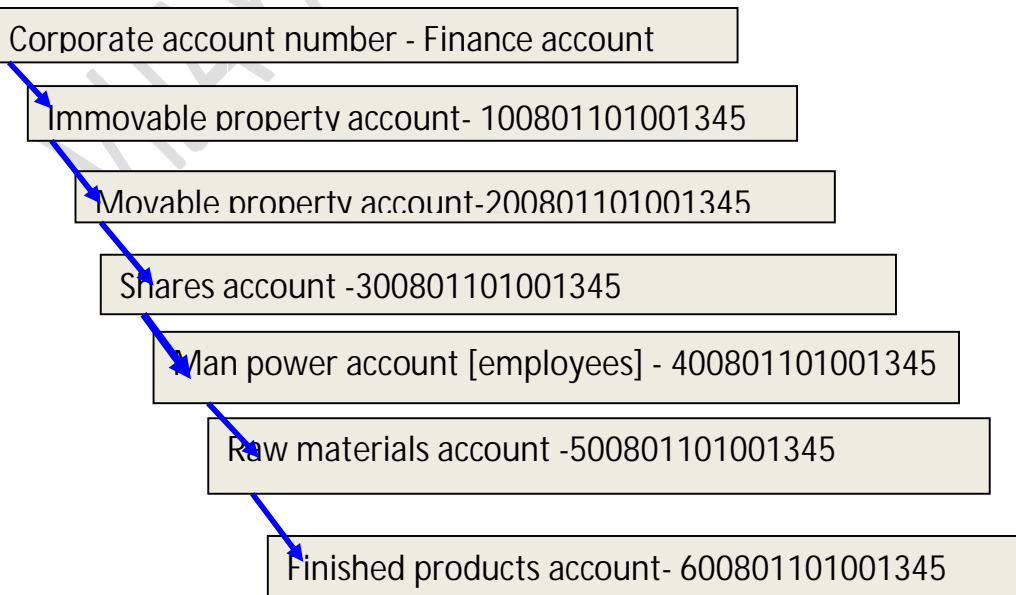 Corporate account number - Finance account
Immovable property account- 100801101001345
Movable property account-200801101001345
Shares account -300801101001345
Man power account [employees] - 400801101001345
Raw materials account -500801101001345
Finished products account- 600801101001345